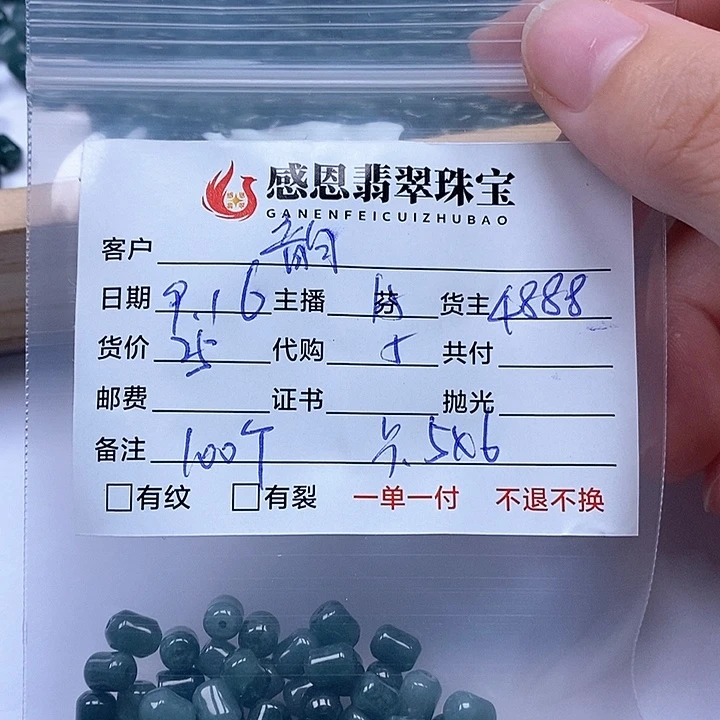 感恩翡翠珠宝
GANENFEICUIZHUBAO
客户 韵
日期 9.16 主播 货主 4888
货价 25 代购 5 共付
邮费 证书 抛光
备注 100个 5x6
有纹 有裂 一单一付 不退不换